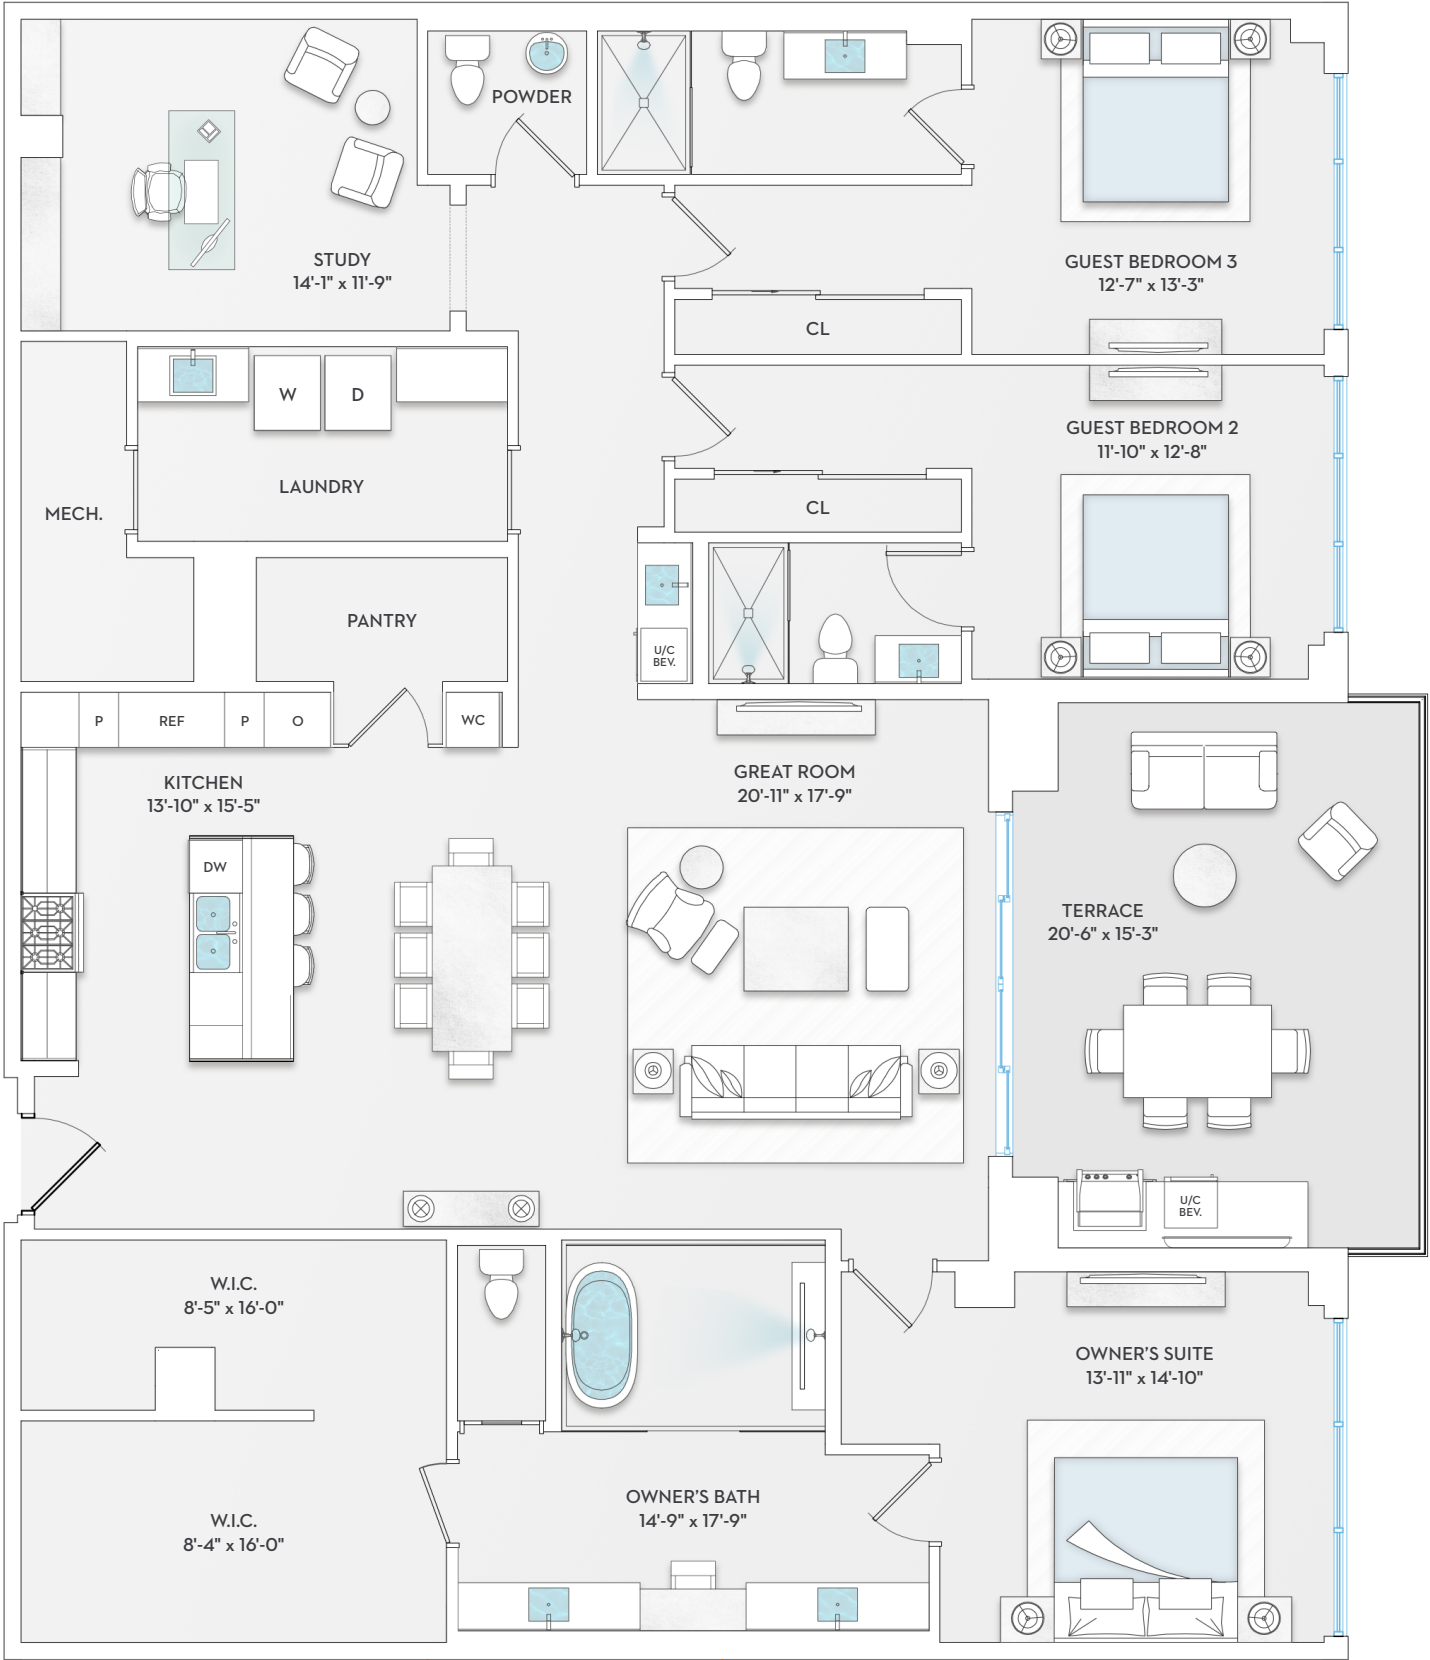 POWDER
STUDY
14'-1" x 11'-9"
GUEST BEDROOM 3
12'-7" x 13'-3"
CL
W
D
GUEST BEDROOM 2
11'-10" x 12'-8"
LAUNDRY
MECH.
CL
PANTRY
U/C
BEV.
P
REF
P
O
WC
KITCHEN
13'-10" x 15'-5"
GREAT ROOM
20'-11" x 17'-9"
DW
TERRACE
20'-6" x 15'-3"
U/C
BEV.
W.I.C.
8'-5" x 16'-0"
OWNER'S SUITE
13'-11" x 14'-10"
OWNER'S BATH
14'-9" x 17'-9"
W.I.C.
8'-4" x 16'-0"